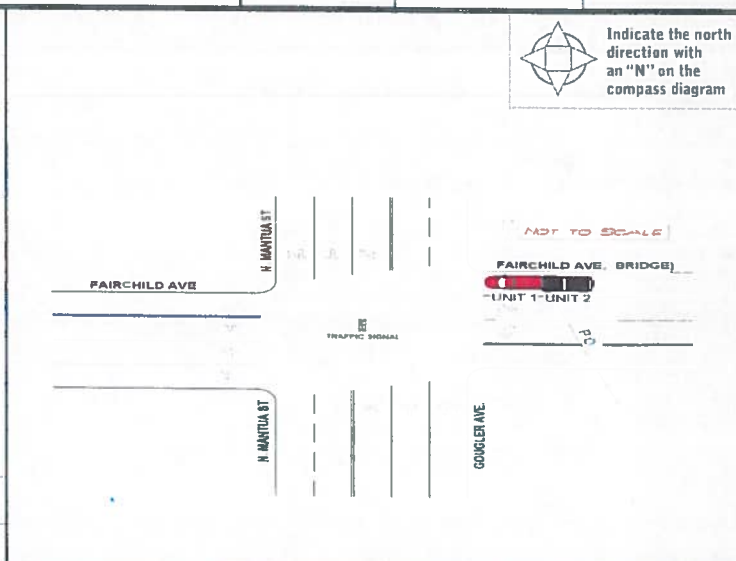 Indicate the north
direction with
an "N" on the
compass diagram
N MANTUA ST
NOT TO SCALE
FAIRCHILD AVE, BRIDGE)
FAIRCHILD AVE
UNIT 1 UNIT 2
TRAFFIC SIGNAL
N MANTUA ST
GOUGLER AVE.